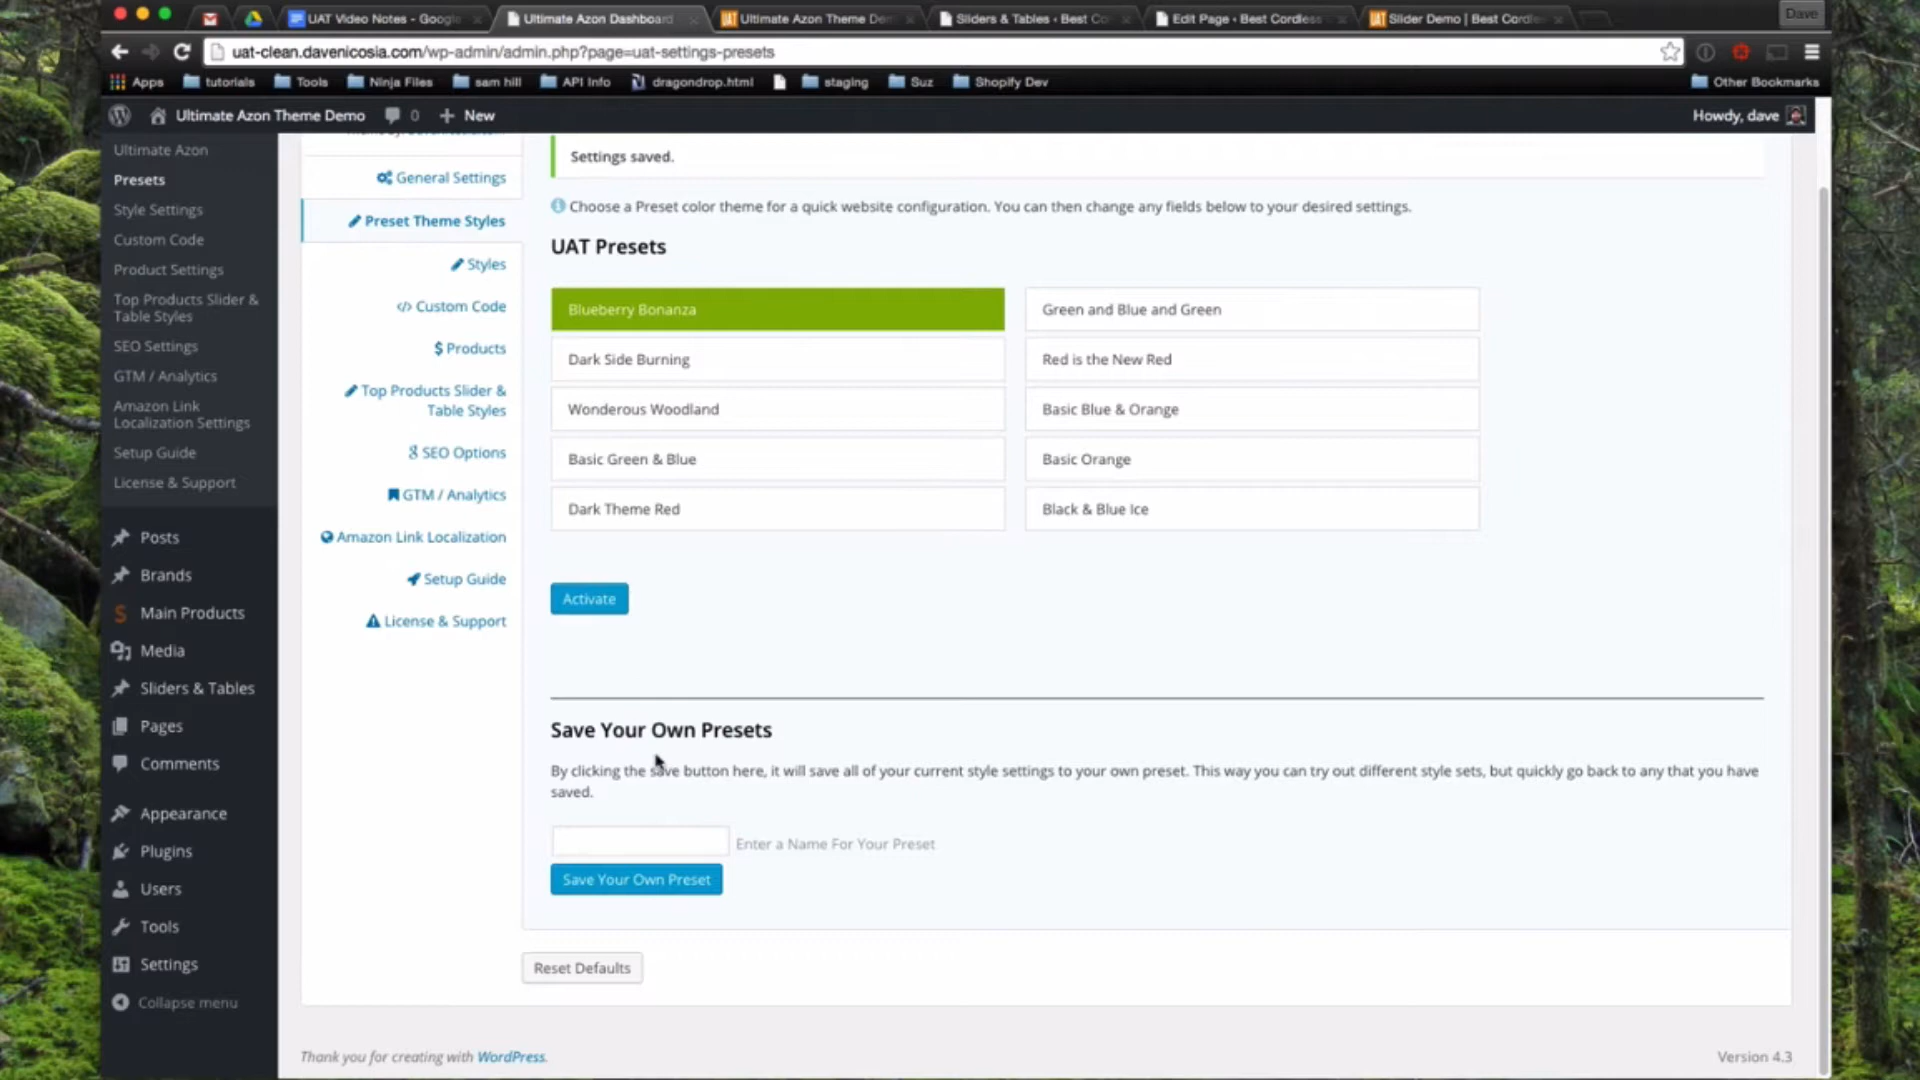 UAT Video Notes - Google
Ultimate Azon Dashboard
UAT Ultimate Azon Theme De
Sliders & Tables ‹ Best Co
Edit Page ‹ Best Cordless
UAT Slider Demo | Best Cordle
Dave
uat-clean.davenicosia.com/wp-admin/admin.php?page=uat-settings-presets
Apps
tutorials
Tools
Ninja Files
sam hill
API Info
dragondrop.html
staging
Suz
Shopify Dev
Other Bookmarks
Ultimate Azon Theme Demo
0
New
Howdy, dave
Ultimate Azon
Presets
Style Settings
Custom Code
Product Settings
Top Products Slider &
Table Styles
SEO Settings
GTM / Analytics
Amazon Link
Localization Settings
Setup Guide
License & Support
Posts
Brands
Main Products
Media
Sliders & Tables
Pages
Comments
Appearance
Plugins
Users
Tools
Settings
Collapse menu
General Settings
Preset Theme Styles
Styles
Custom Code
Products
Top Products Slider &
Table Styles
SEO Options
GTM / Analytics
Amazon Link Localization
Setup Guide
License & Support
Settings saved.
Choose a Preset color theme for a quick website configuration. You can then change any fields below to your desired settings.
UAT Presets
Blueberry Bonanza
Green and Blue and Green
Dark Side Burning
Red is the New Red
Wonderous Woodland
Basic Blue & Orange
Basic Green & Blue
Basic Orange
Dark Theme Red
Black & Blue Ice
Activate
Save Your Own Presets
By clicking the save button here, it will save all of your current style settings to your own preset. This way you can try out different style sets, but quickly go back to any that you have
saved.
Enter a Name For Your Preset
Save Your Own Preset
Reset Defaults
Thank you for creating with WordPress.
Version 4.3